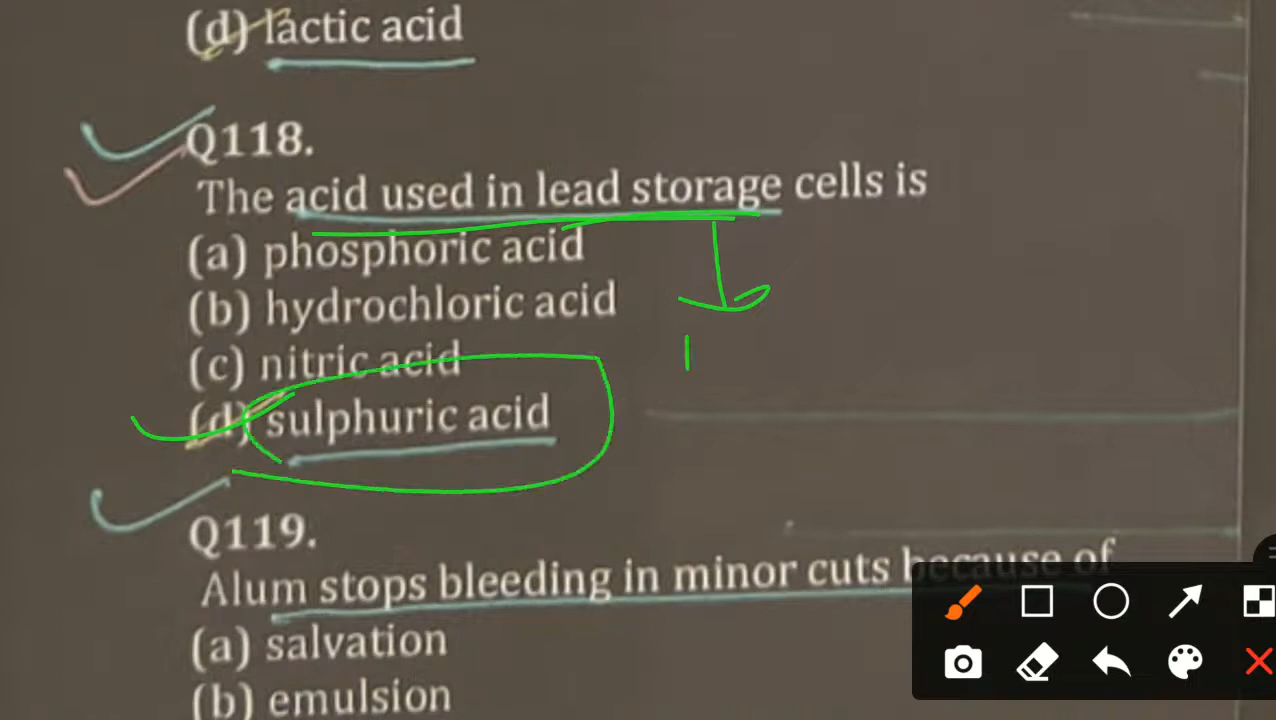 (d) lactic acid
Q118.
The acid used in lead storage cells is
(a) phosphoric acid
(b) hydrochloric acid
(c) nitric acid
(d) sulphuric acid
Q119.
Alum stops bleeding in minor cuts because of
(a) salvation
(b) emulsion